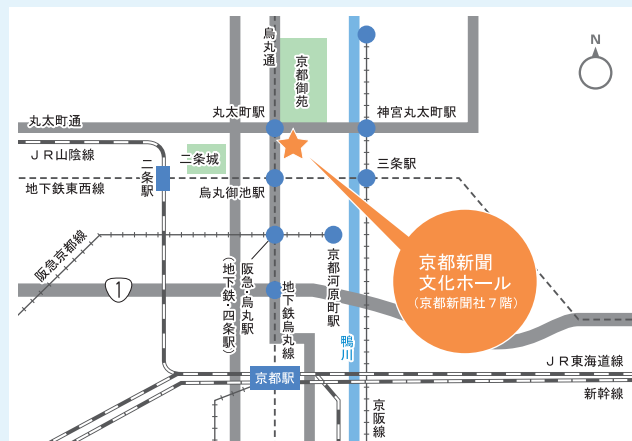 烏丸通
京都御苑
N
丸太町駅
神宮丸太町駅
丸太町通
JR山陰線
二条城
三条駅
二条駅
地下鉄東西線
烏丸御池駅
阪急京都線
京都新聞
文化ホール
(京都新聞社7階)
1
阪急・烏丸駅
(地下鉄・四条駅)
地下鉄烏丸線
京都河原町駅
鴨川
JR東海道線
京都駅
新幹線
京阪線